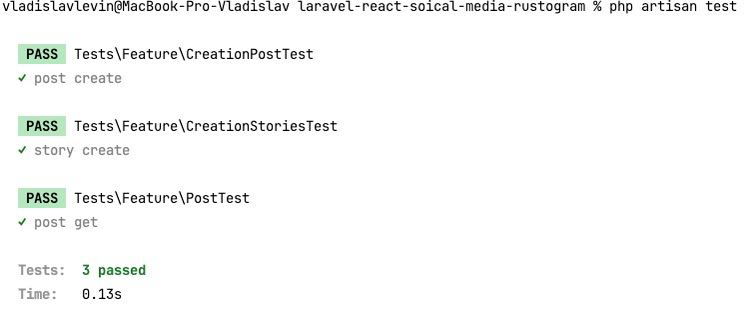 vladislavlevin@MacBook-Pro-Vladislav laravel-react-soical-media-rustogram % php artisan test
PASS Tests\Feature\CreationPostTest
✓ post create
PASS Tests\Feature\CreationStoriesTest
✓ story create
PASS Tests\Feature\PostTest
✓ post get
Tests: 3 passed
Time: 0.13s